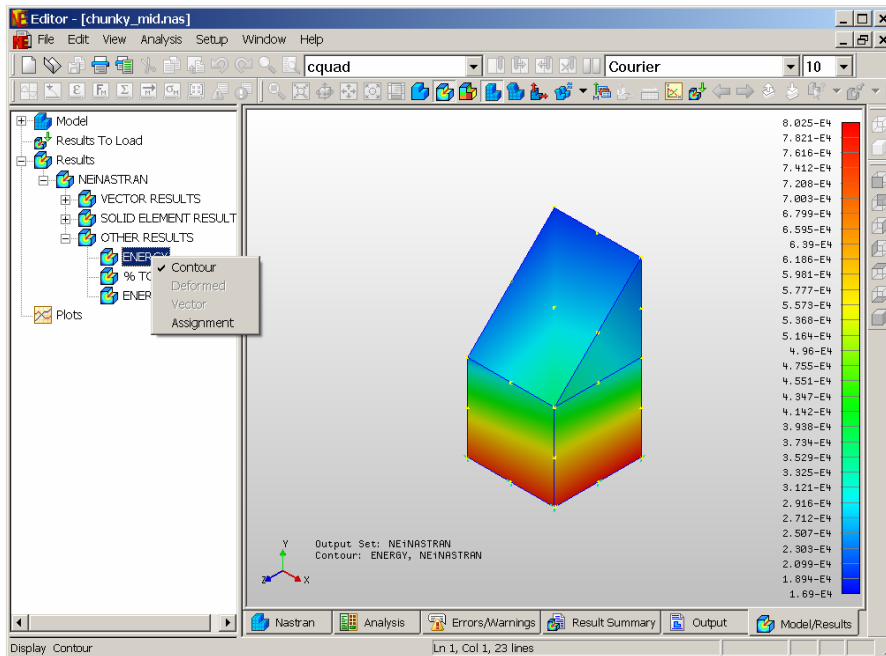 Editor - [chunky_mid.nas]
File Edit View Analysis Setup Window Help
cquad
Courier
10
Model
Results To Load
Results
NEiNASTRAN
VECTOR RESULTS
SOLID ELEMENT RESULT
OTHER RESULTS
ENERGY
% TO
ENER
Plots
Contour
Deformed
Vector
Assignment
8.025-E4
7.821-E4
7.616-E4
7.412-E4
7.208-E4
7.003-E4
6.799-E4
6.595-E4
6.39-E4
6.186-E4
5.981-E4
5.777-E4
5.573-E4
5.368-E4
5.164-E4
4.96-E4
4.755-E4
4.551-E4
4.347-E4
4.142-E4
3.938-E4
3.734-E4
3.529-E4
3.325-E4
3.121-E4
2.916-E4
2.712-E4
2.507-E4
2.303-E4
2.099-E4
1.894-E4
1.69-E4
Y
Z
X
Output Set: NEiNASTRAN
Contour: ENERGY, NEiNASTRAN
Nastran
Analysis
Errors/Warnings
Result Summary
Output
Model/Results
Display Contour
Ln 1, Col 1, 23 lines